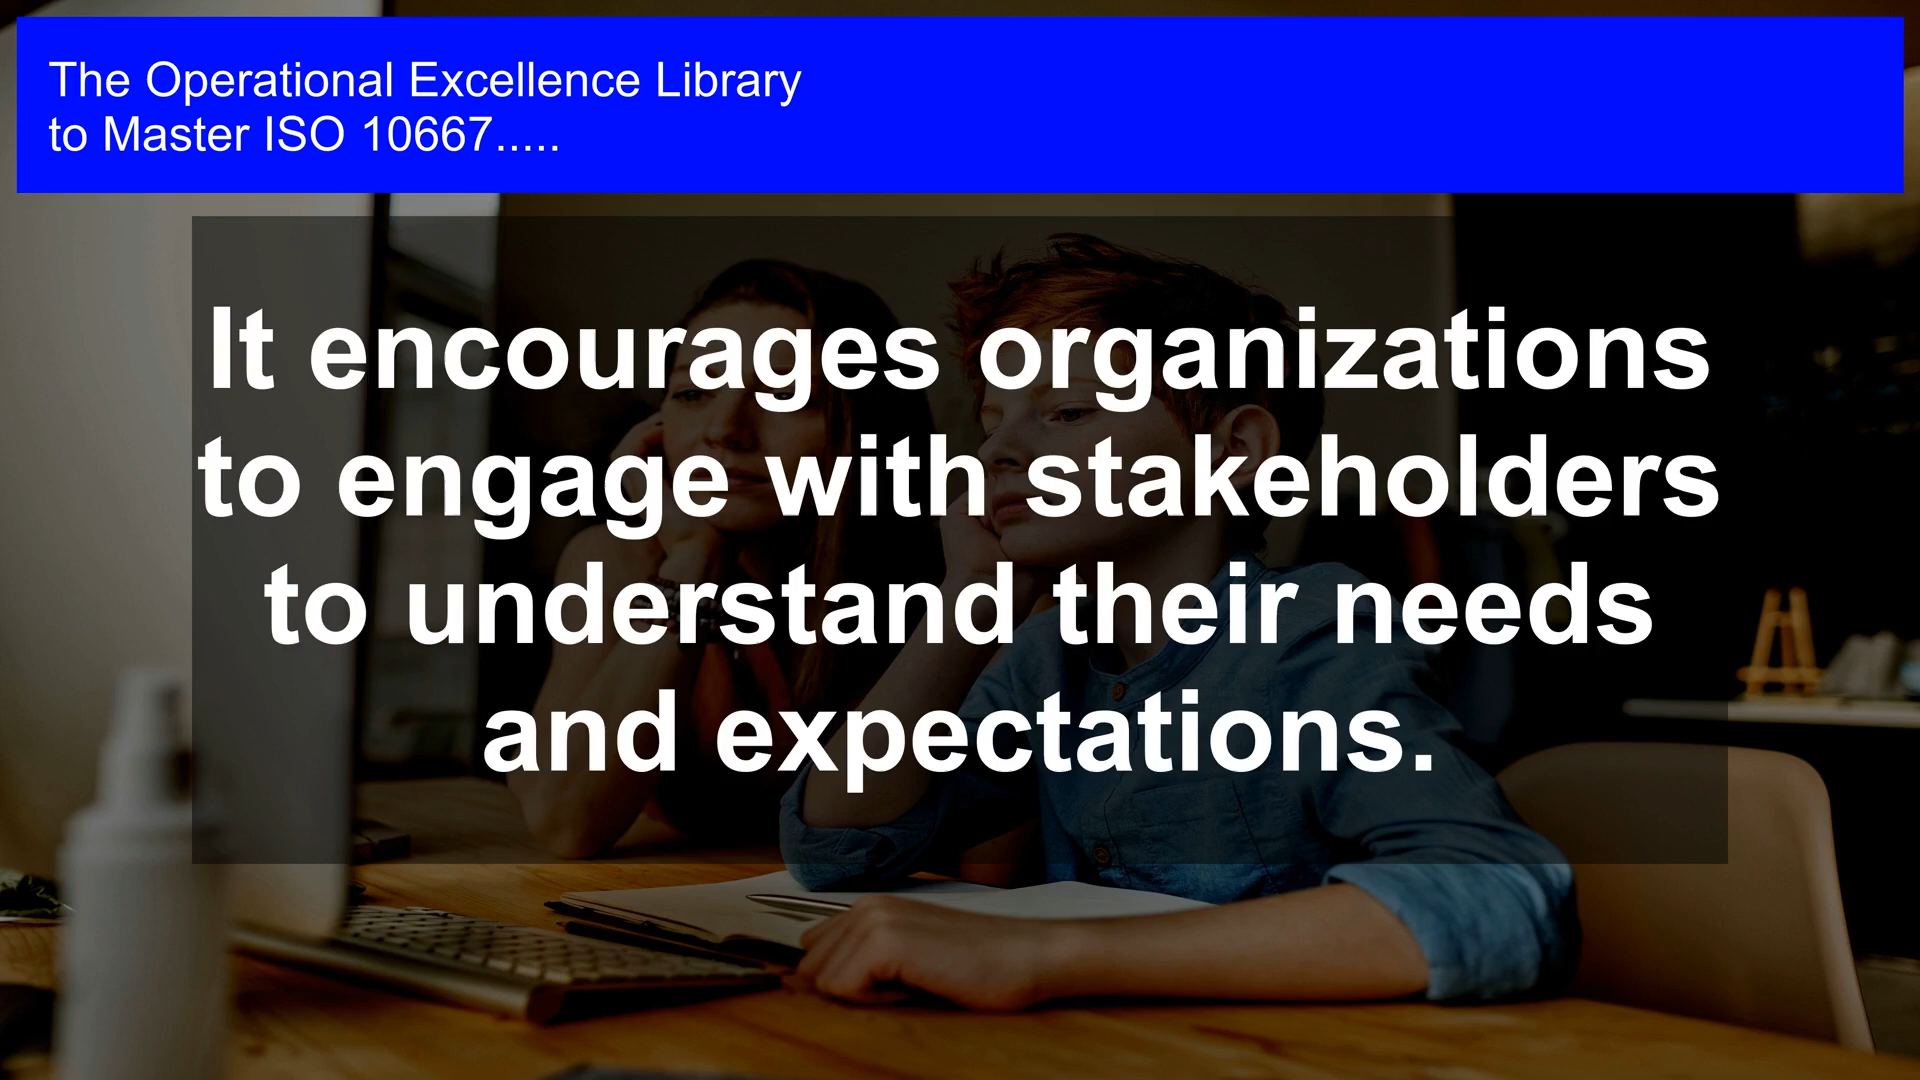 The Operational Excellence Library
to Master ISO 10667.....
It encourages organizations
to engage with stakeholders
to understand their needs
and expectations.